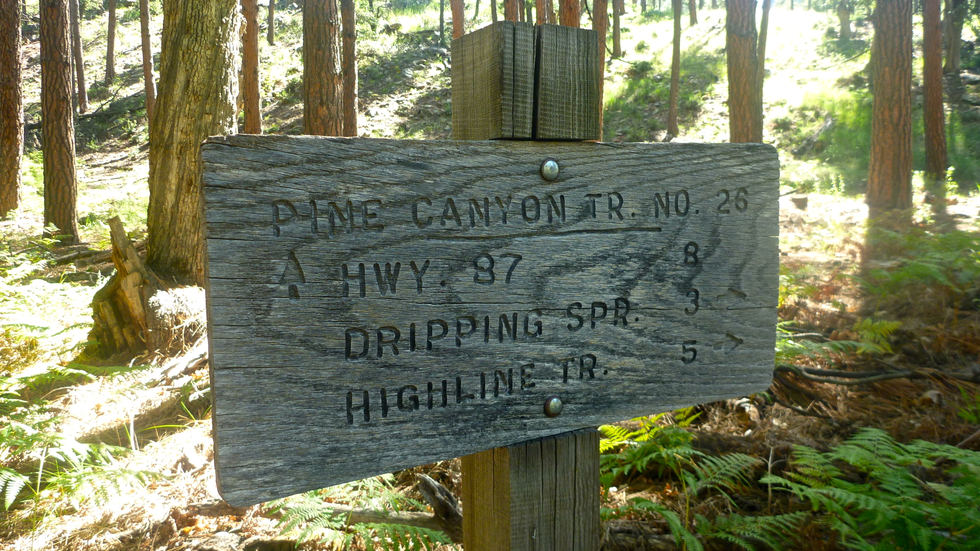 PINE CANYON TR. NO. 26
HWY. 87 8
DRIPPING SPR. 3
HIGHLINE TR. 5